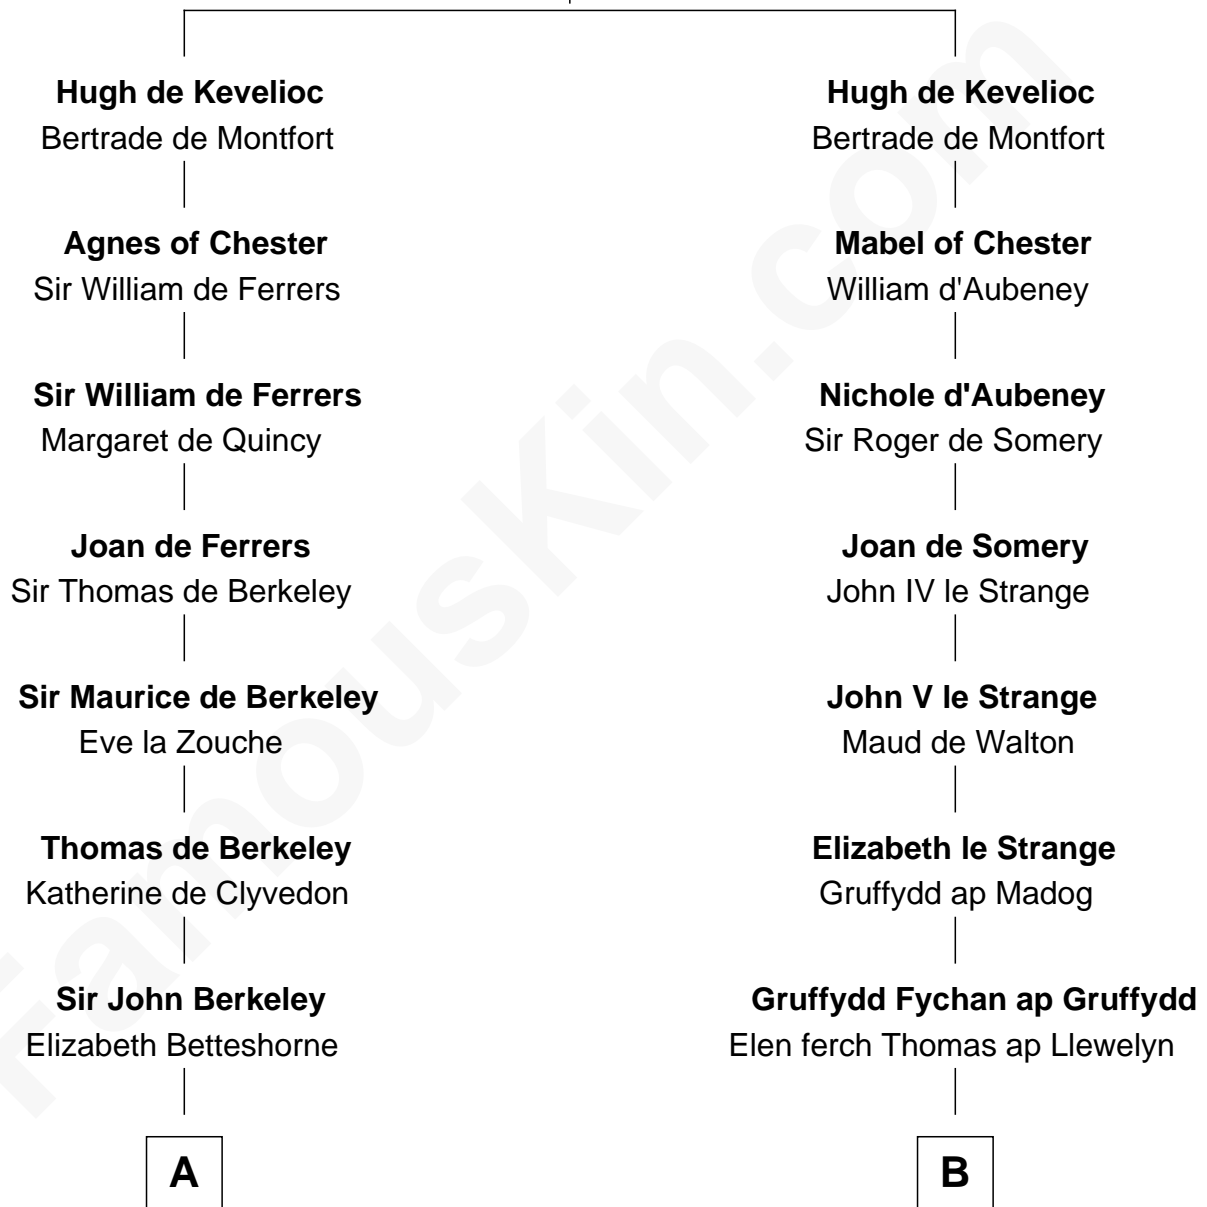 Hugh de Kevelioc
Bertrade de Montfort
Agnes of Chester
Sir William de Ferrers
Sir William de Ferrers
Margaret de Quincy
Joan de Ferrers
Sir Thomas de Berkeley
Sir Maurice de Berkeley
Eve la Zouche
Thomas de Berkeley
Katherine de Clyvedon
Sir John Berkeley
Elizabeth Betteshorne
A
Hugh de Kevelioc
Bertrade de Montfort
Mabel of Chester
William d'Aubeney
Nichole d'Aubeney
Sir Roger de Somery
Joan de Somery
John IV le Strange
John V le Strange
Maud de Walton
Elizabeth le Strange
Gruffydd ap Madog
Gruffydd Fychan ap Gruffydd
Elen ferch Thomas ap Llewelyn
B
FamousKin.com